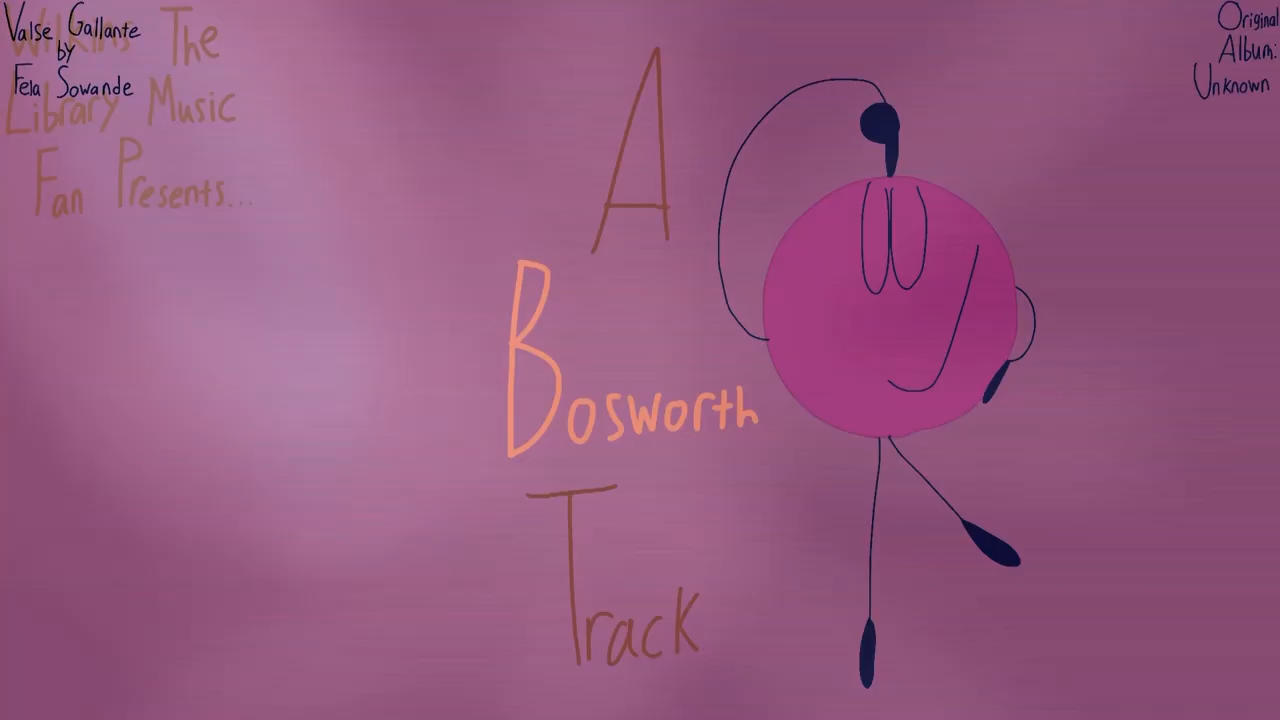 Valse Gallante
by
Fela Sowande
Wilkins The
Library Music
Fan Presents...
Original
Album:
Unknown
A
Bosworth
Track